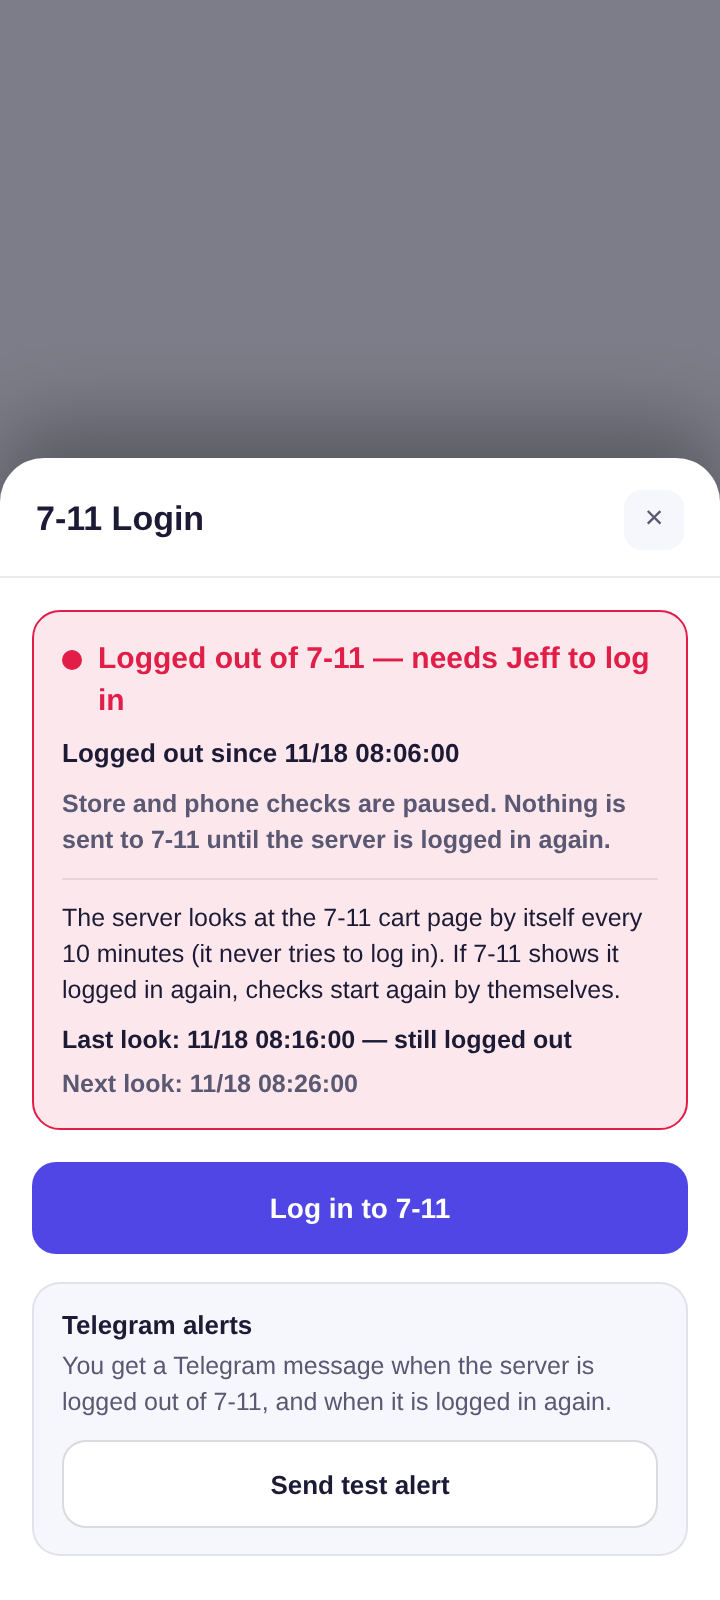 7-11 Login
×
Logged out of 7-11 — needs Jeff to log
in
Logged out since 11/18 08:06:00
Store and phone checks are paused. Nothing is
sent to 7-11 until the server is logged in again.
The server looks at the 7-11 cart page by itself every
10 minutes (it never tries to log in). If 7-11 shows it
logged in again, checks start again by themselves.
Last look: 11/18 08:16:00 — still logged out
Next look: 11/18 08:26:00
Log in to 7-11
Telegram alerts
You get a Telegram message when the server is
logged out of 7-11, and when it is logged in again.
Send test alert